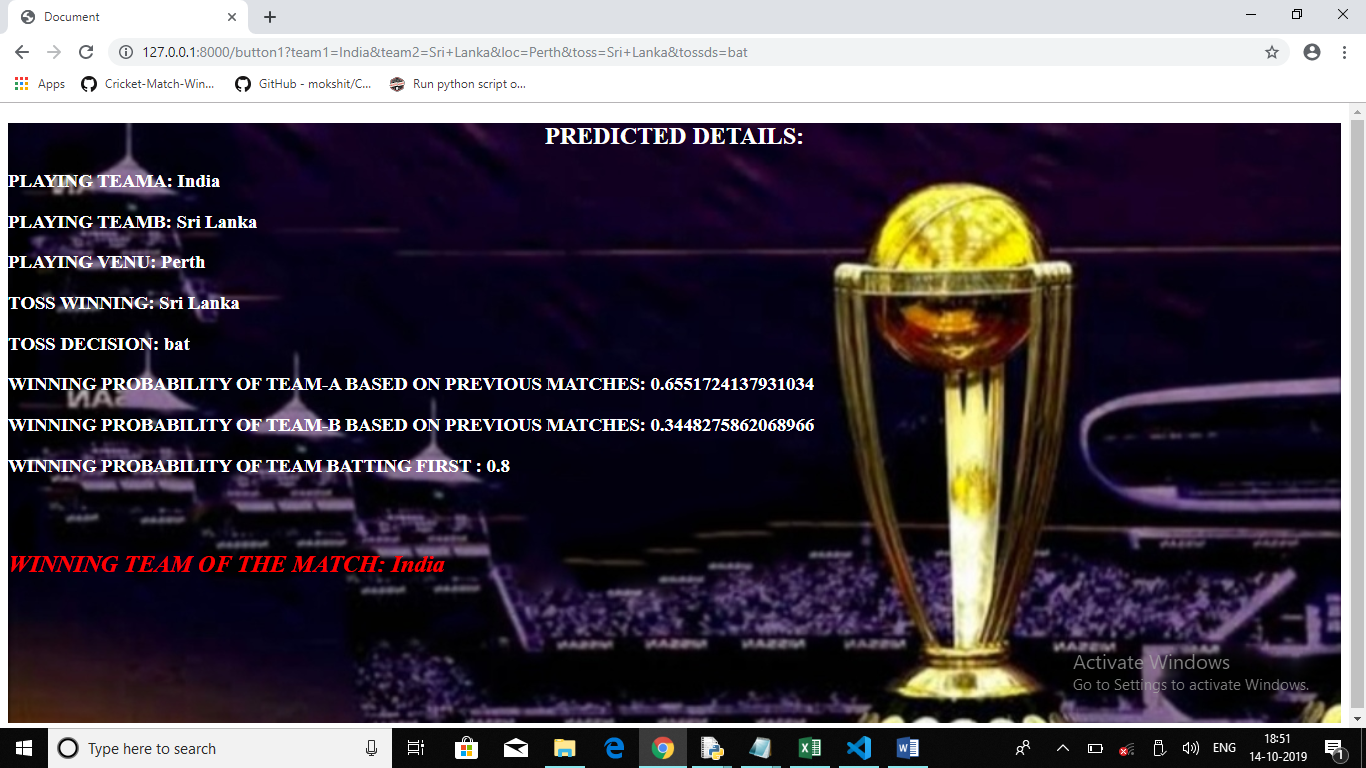 Document
127.0.0.1:8000/button1?team1=India&team2=Sri+Lanka&loc=Perth&toss=Sri+Lanka&tossds=bat
Apps
Cricket-Match-Win...
GitHub - mokshit/C...
Run python script o...
PREDICTED DETAILS:
PLAYING TEAMA: India
PLAYING TEAMB: Sri Lanka
PLAYING VENU: Perth
TOSS WINNING: Sri Lanka
TOSS DECISION: bat
WINNING PROBABILITY OF TEAM-A BASED ON PREVIOUS MATCHES: 0.6551724137931034
WINNING PROBABILITY OF TEAM-B BASED ON PREVIOUS MATCHES: 0.3448275862068966
WINNING PROBABILITY OF TEAM BATTING FIRST : 0.8
WINNING TEAM OF THE MATCH: India
Activate Windows
Go to Settings to activate Windows.
Type here to search
ENG
18:51
14-10-2019
1